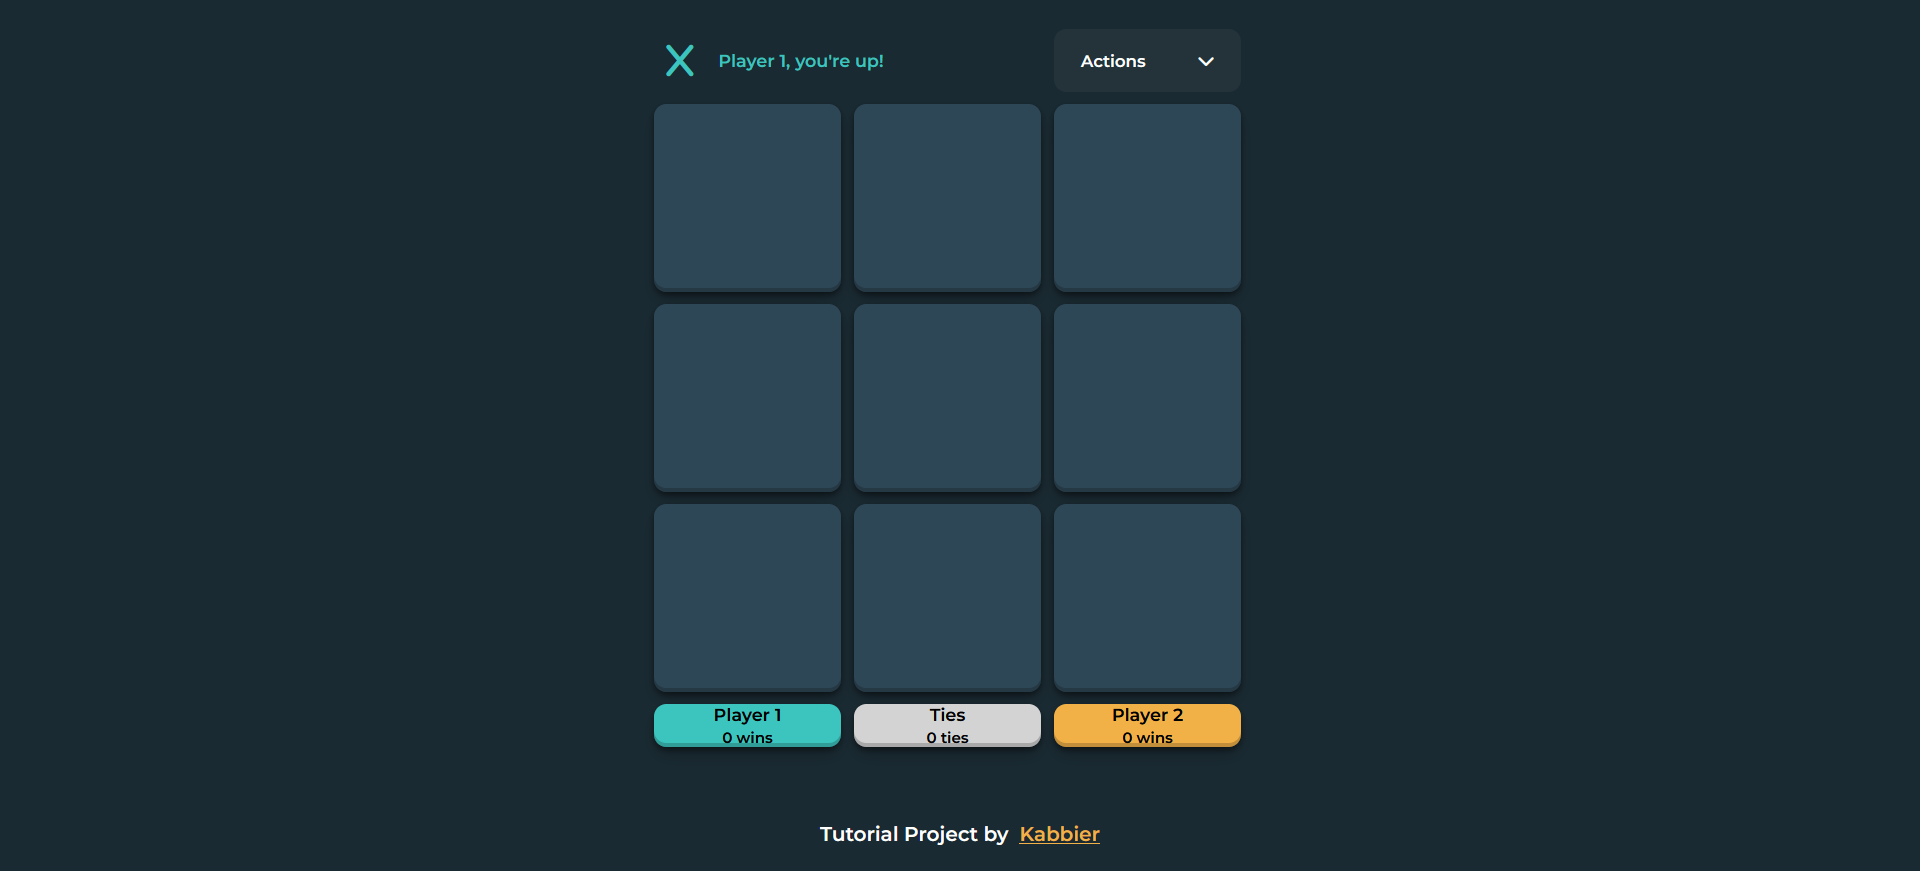 Player 1, you're up!
Actions
Player 1
0 wins
Ties
0 ties
Player 2
0 wins
Tutorial Project by Kabbier